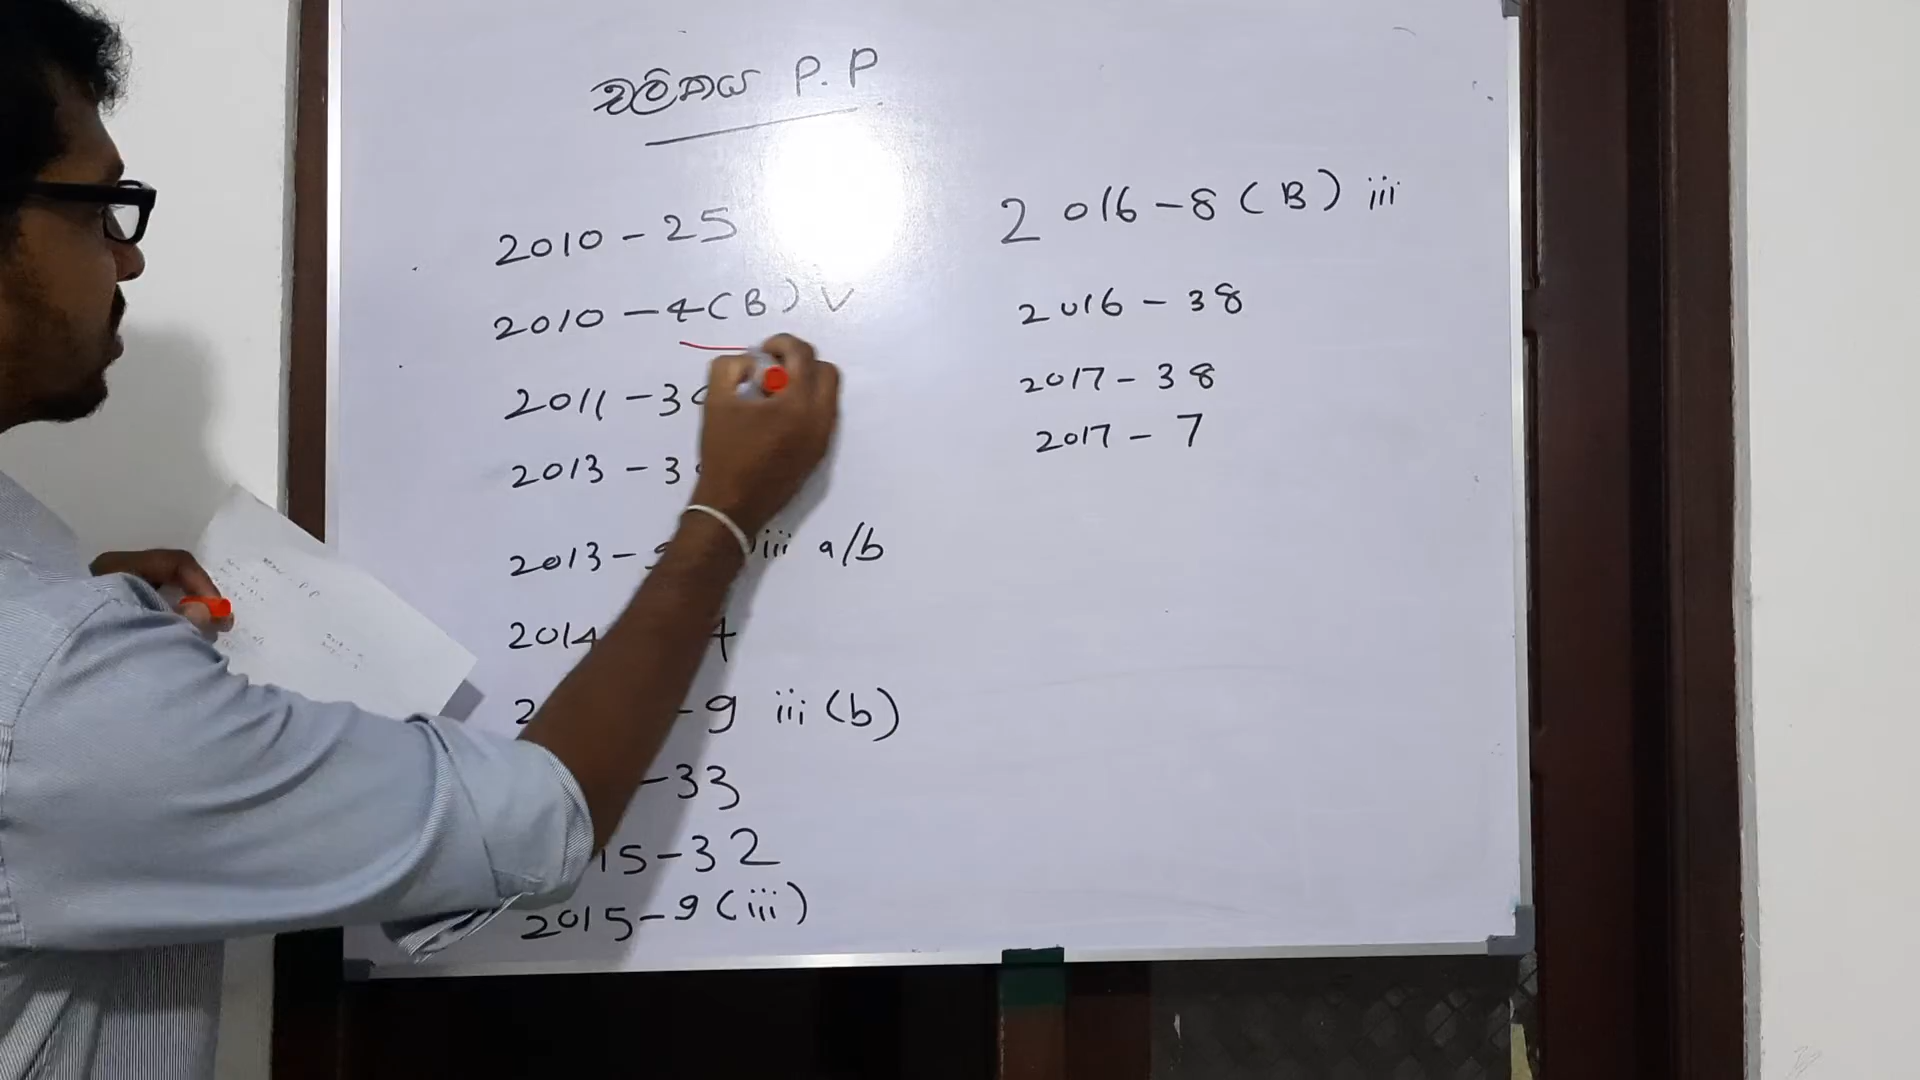 චලිතය P.P
2010 - 25
2010 - 4(B) V
2011 - 3
2013 - 3
2013 - iii a/b
2014
9 iii (b)
- 33
15 - 32
2015 - 9 (iii)
2016 - 8 (B) iii
2016 - 38
2017 - 38
2017 - 7